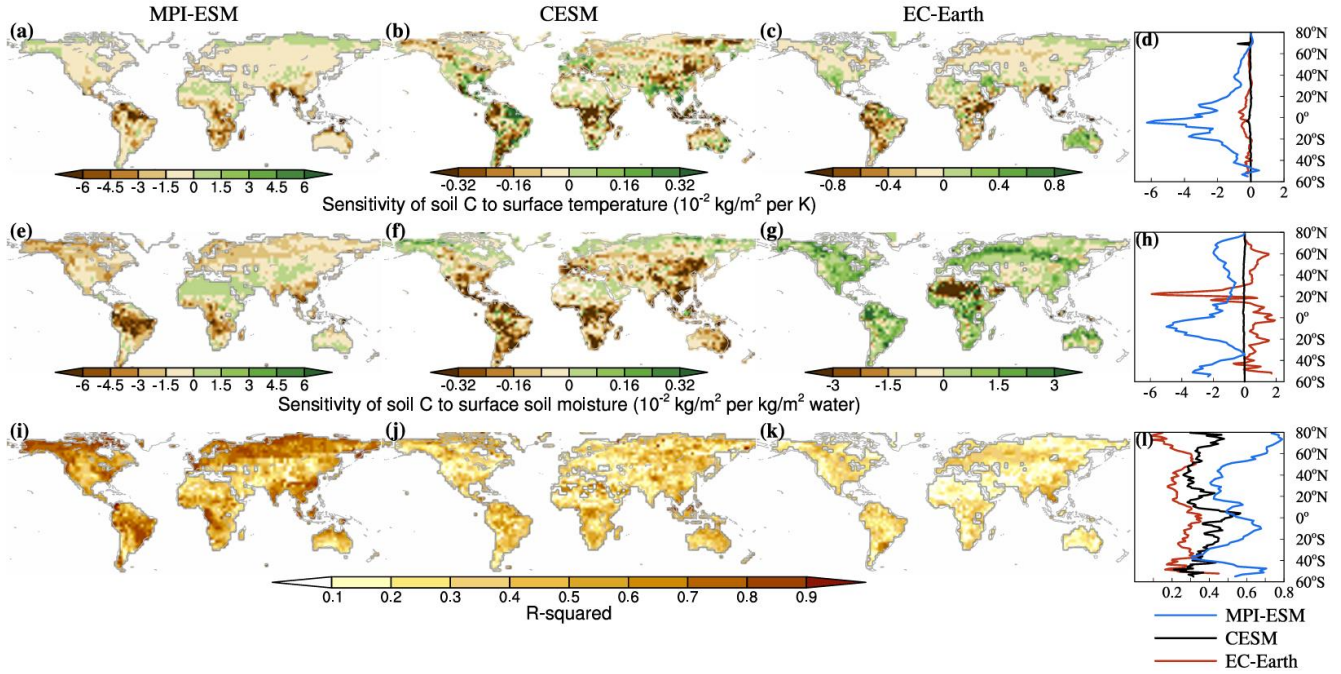 MPI-ESM CESM EC-Earth
(a) (b) (c) (d) 80°N
60°N
40°N
20°N
0°
20°S
40°S
60°S
-6 -4.5 -3 -1.5 0 1.5 3 4.5 6 -0.32 -0.16 0 0.16 0.32 -0.8 -0.4 0 0.4 0.8 -6 -4 -2 0 2
Sensitivity of soil C to surface temperature (10⁻² kg/m² per K)
(e) (f) (g) (h) 80°N
60°N
40°N
20°N
0°
20°S
40°S
60°S
-6 -4.5 -3 -1.5 0 1.5 3 4.5 6 -0.32 -0.16 0 0.16 0.32 -3 -1.5 0 1.5 3 -6 -4 -2 0 2
Sensitivity of soil C to surface soil moisture (10⁻² kg/m² per kg/m² water)
(i) (j) (k) (l) 80°N
60°N
40°N
20°N
0°
20°S
40°S
60°S
0.2 0.4 0.6 0.8
0.1 0.2 0.3 0.4 0.5 0.6 0.7 0.8 0.9
R-squared
MPI-ESM
CESM
EC-Earth